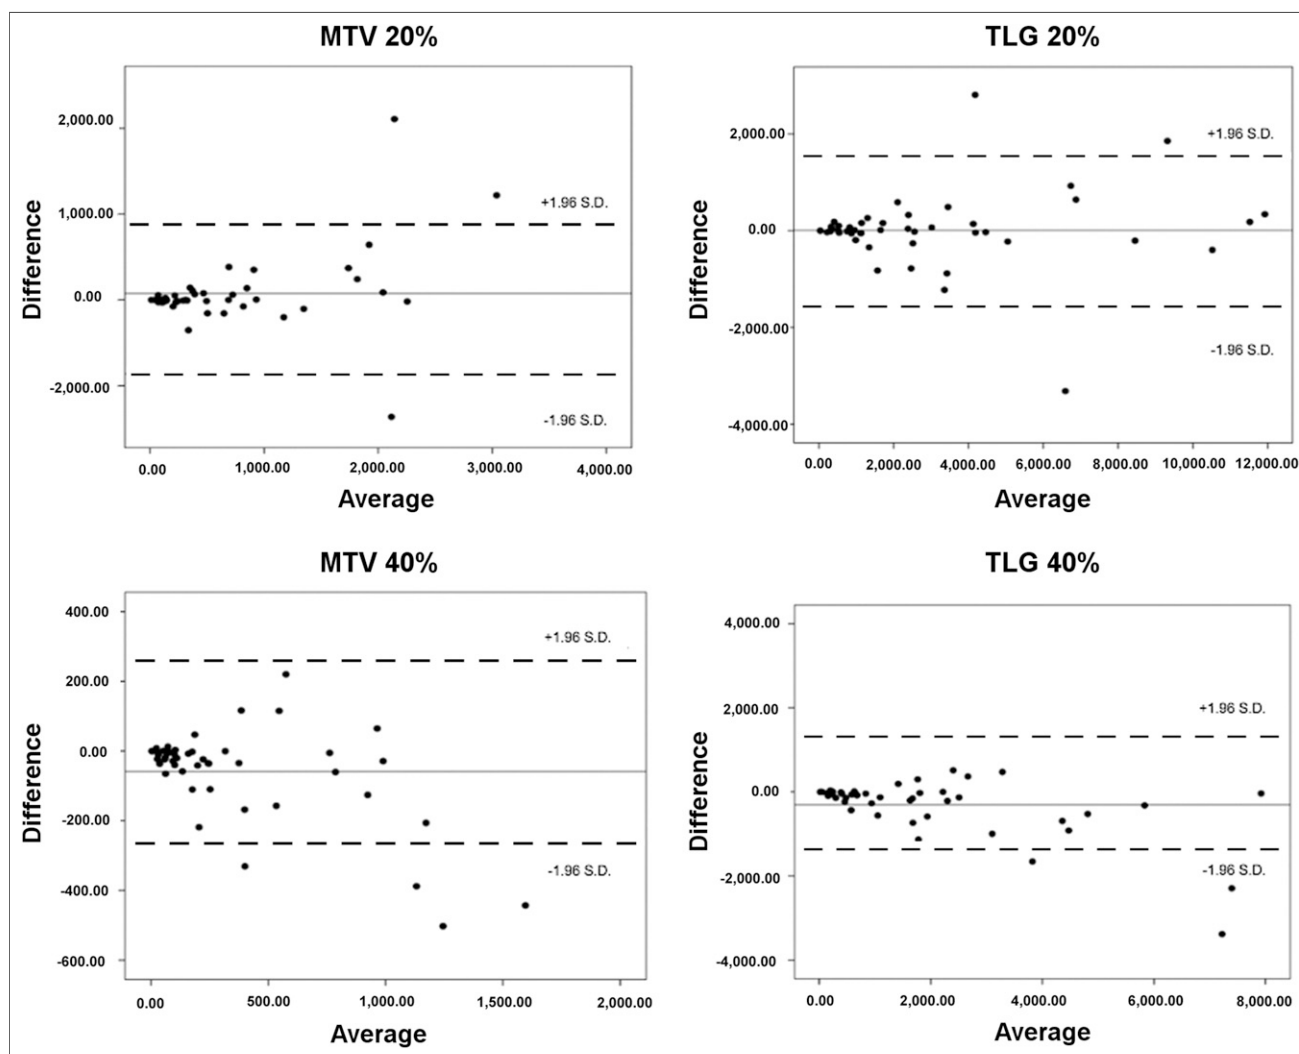 MTV 20%
2,000.00
1,000.00
0.00
-2,000.00
Difference
+1.96 S.D.
-1.96 S.D.
0.00 1,000.00 2,000.00 3,000.00 4,000.00
Average
TLG 20%
2,000.00
0.00
-2,000.00
-4,000.00
Difference
+1.96 S.D.
-1.96 S.D.
0.00 2,000.00 4,000.00 6,000.00 8,000.00 10,000.00 12,000.00
Average
MTV 40%
400.00
200.00
0.00
-200.00
-400.00
-600.00
Difference
+1.96 S.D.
-1.96 S.D.
0.00 500.00 1,000.00 1,500.00 2,000.00
Average
TLG 40%
4,000.00
2,000.00
0.00
-2,000.00
-4,000.00
Difference
+1.96 S.D.
-1.96 S.D.
0.00 2,000.00 4,000.00 6,000.00 8,000.00
Average